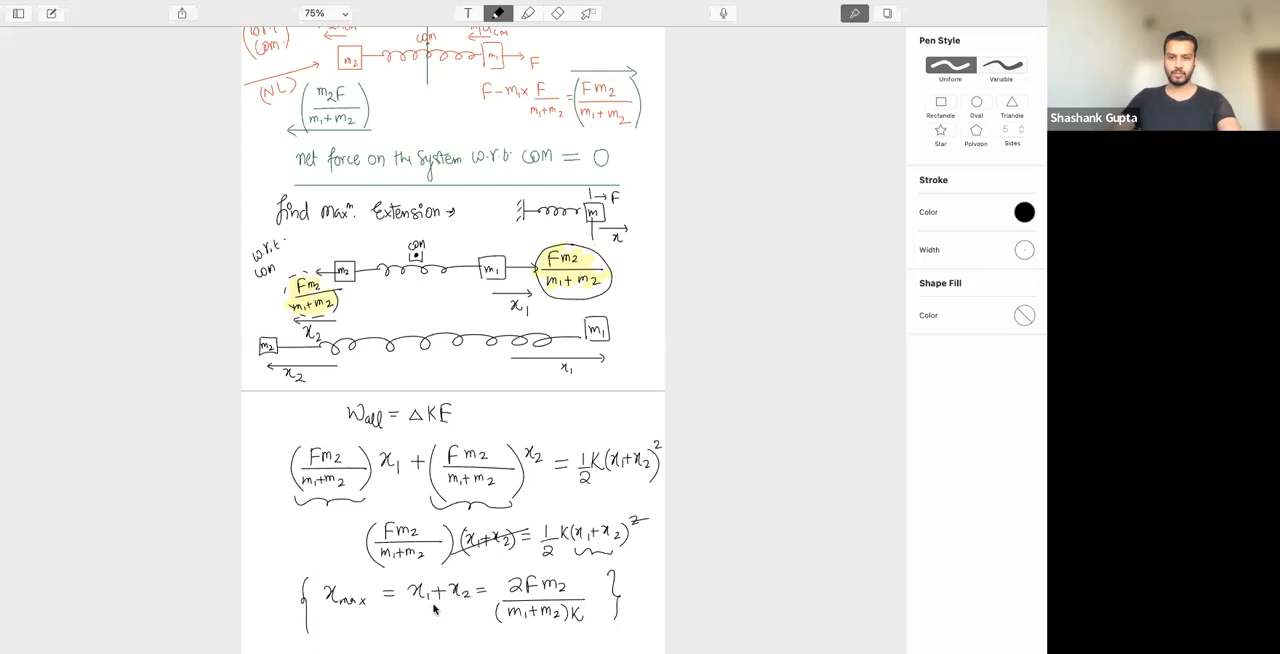 75%
T
(w.r.t com.)
com
m₂
m₁
F
(NL)
(m₂F / m₁+m₂)
F − m₁ × F / m₁+m₂ = (Fm₂ / m₁+m₂)
net force on the system w.r.t. com = 0
find maxᵐ. Extension →
m
F
x
w.r.t. com
com
m₂
m₁
Fm₂ / m₁+m₂
Fm₂ / m₁+m₂
x₂
x₁
m₂
m₁
x₂
x₁
Wall = ΔKE
(Fm₂ / m₁+m₂) x₁ + (Fm₂ / m₁+m₂) x₂ = 1/2 K(x₁+x₂)²
(Fm₂ / m₁+m₂) (x₁+x₂) = 1/2 K(x₁+x₂)²
{ xmax = x₁+x₂ = 2Fm₂ / (m₁+m₂)K }
Pen Style
Uniform
Variable
Rectangle
Oval
Triangle
Star
Polygon
5
Sides
Stroke
Color
Width
Shape Fill
Color
Shashank Gupta